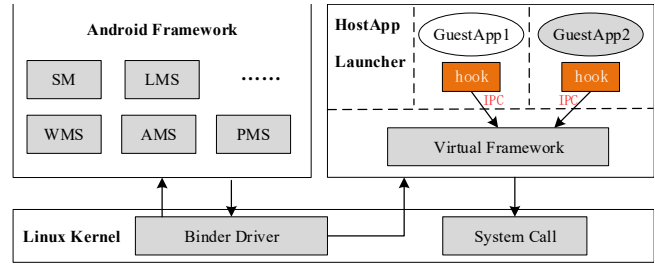 Android Framework
SM
LMS
······
WMS
AMS
PMS
HostApp
Launcher
GuestApp1
GuestApp2
hook
hook
IPC
IPC
Virtual Framework
Linux Kernel
Binder Driver
System Call